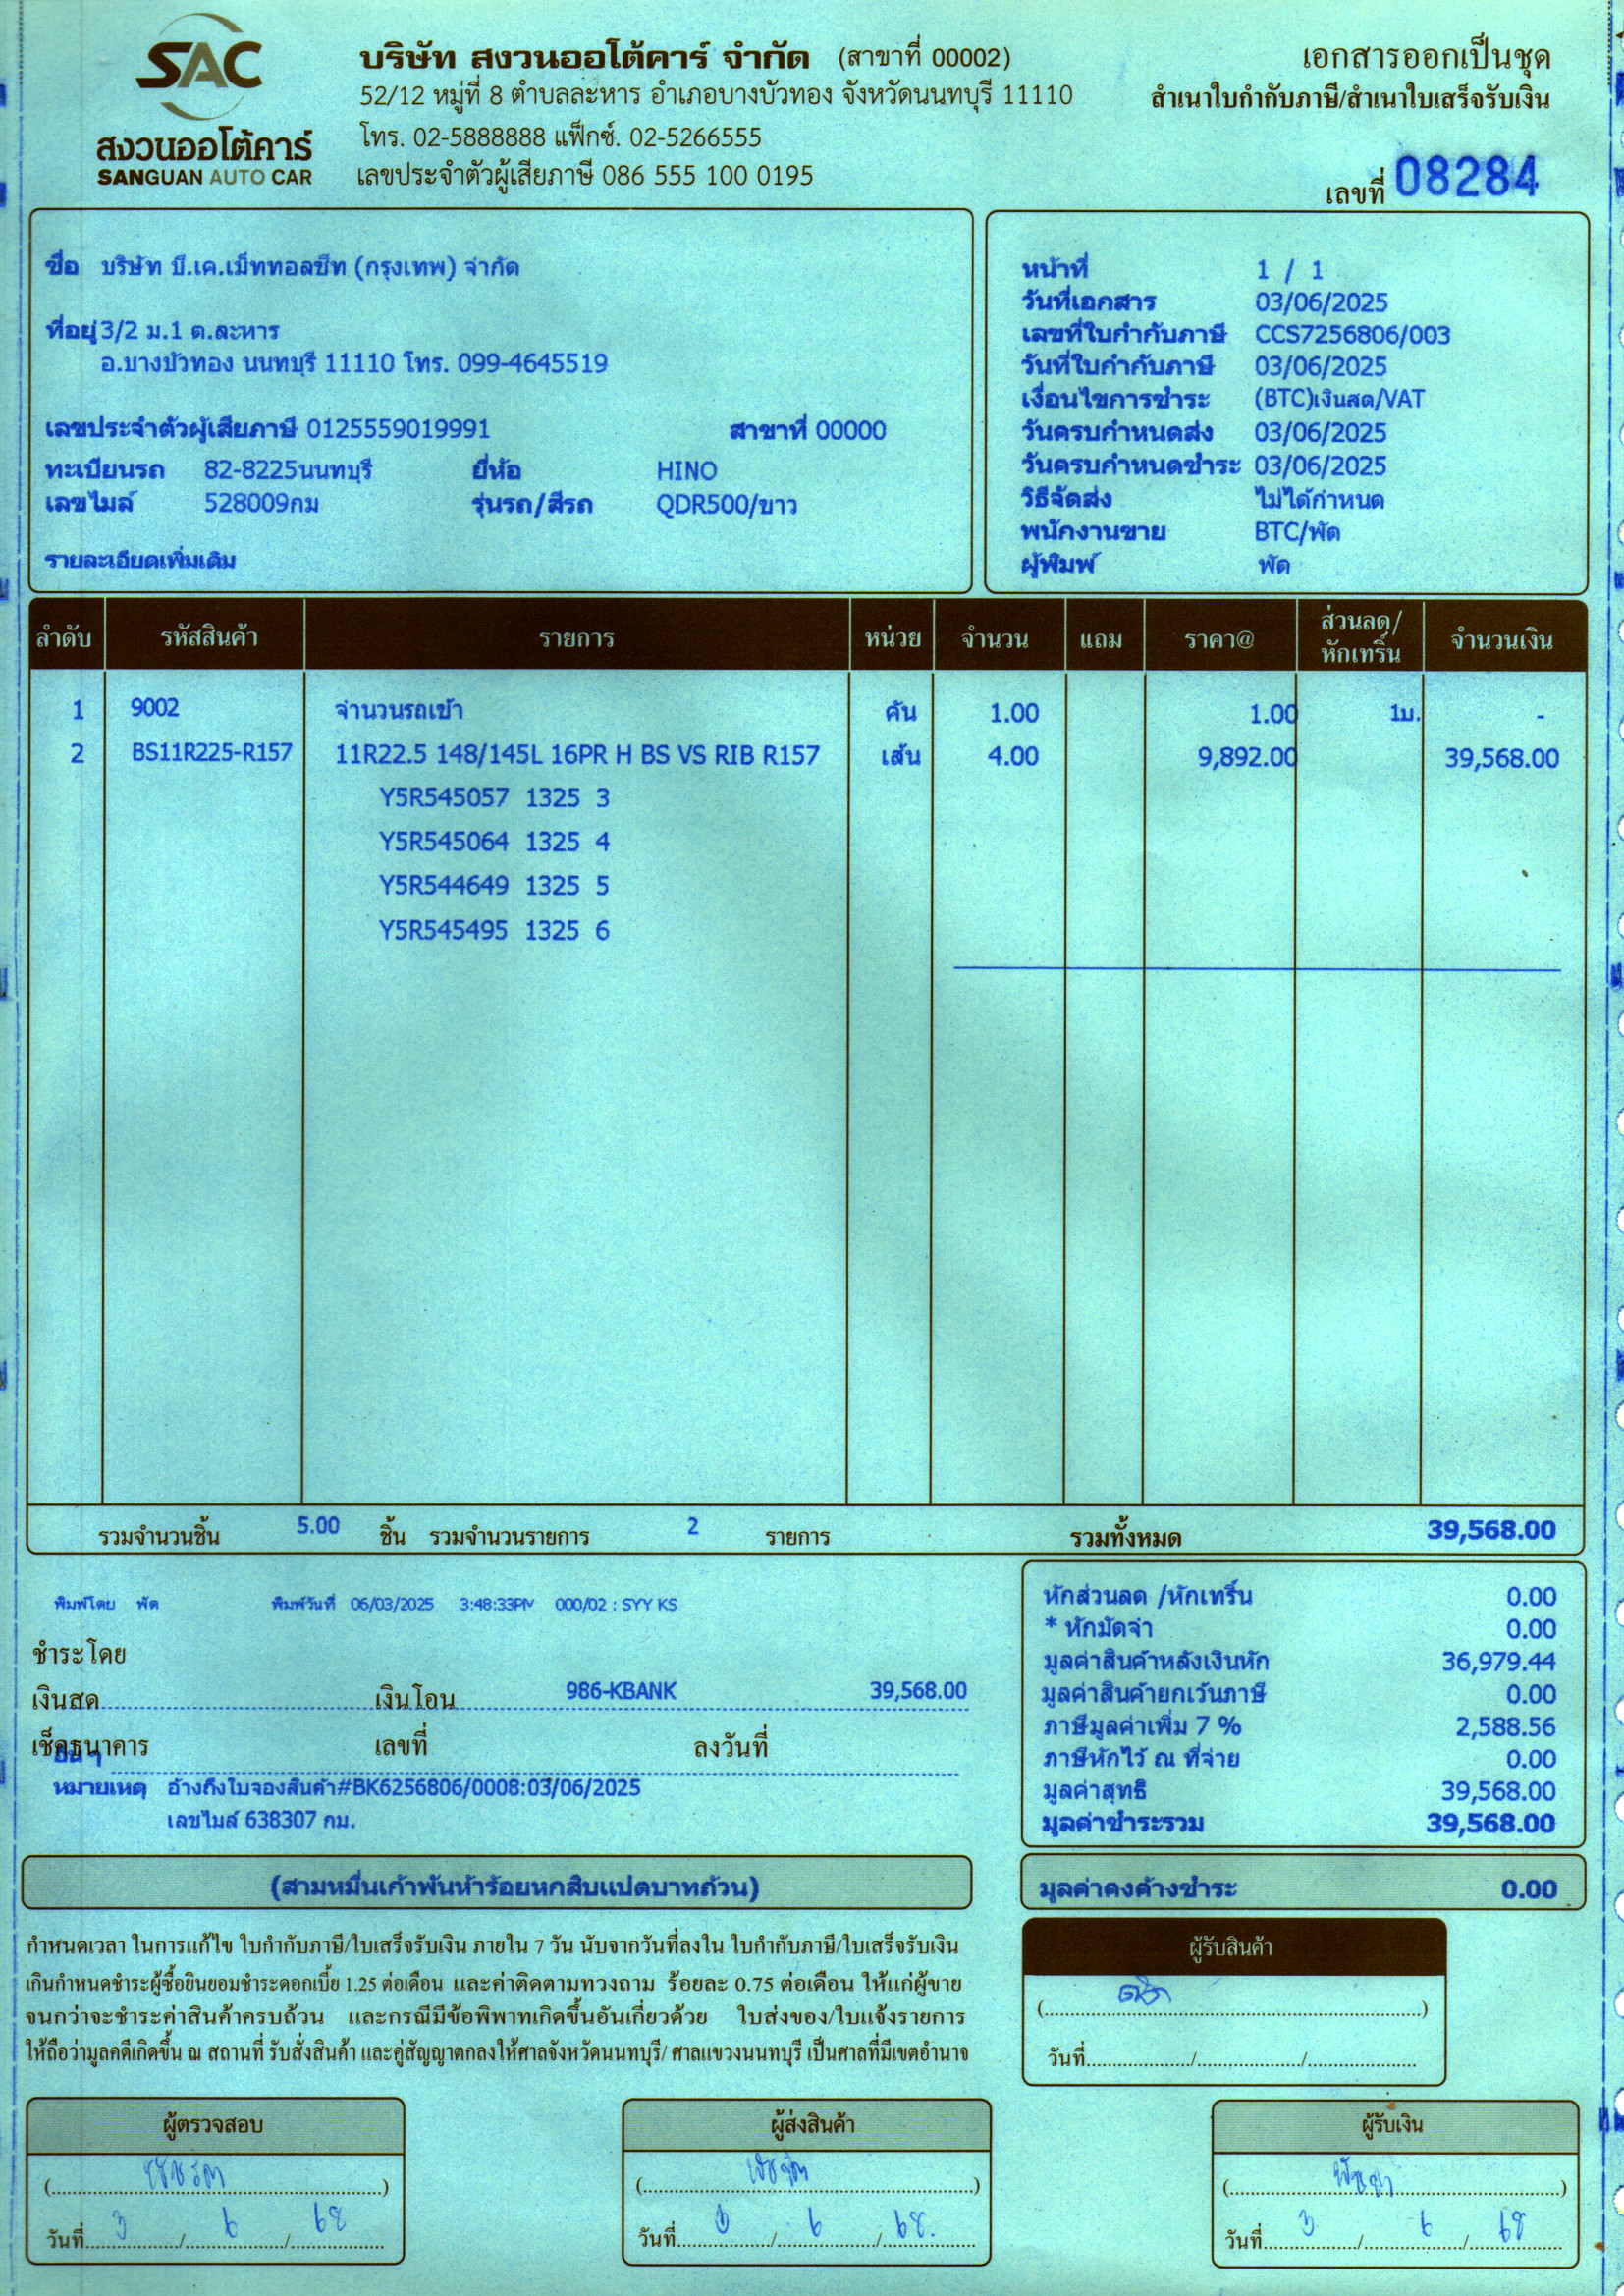 SAC
สงวนออโต้คาร์
SANGUAN AUTO CAR
บริษัท สงวนออโต้คาร์ จำกัด (สาขาที่ 00002)
52/12 หมู่ที่ 8 ตำบลละหาร อำเภอบางบัวทอง จังหวัดนนทบุรี 11110
โทร. 02-5888888 แฟ็กซ์. 02-5266555
เลขประจำตัวผู้เสียภาษี 086 555 100 0195
เอกสารออกเป็นชุด
สำเนาใบกำกับภาษี/สำเนาใบเสร็จรับเงิน
เลขที่ 08284
ชื่อ บริษัท บี.เค.เม็ททอลชีท (กรุงเทพ) จำกัด
ที่อยู่ 3/2 ม.1 ต.ละหาร
อ.บางบัวทอง นนทบุรี 11110 โทร. 099-4645519
เลขประจำตัวผู้เสียภาษี 0125559019991 สาขาที่ 00000
ทะเบียนรถ 82-8225นนทบุรี ยี่ห้อ HINO
เลขไมล์ 528009กม รุ่นรถ/สีรถ QDR500/ขาว
รายละเอียดเพิ่มเติม
หน้าที่ 1 / 1
วันที่เอกสาร 03/06/2025
เลขที่ใบกำกับภาษี CCS7256806/003
วันที่ใบกำกับภาษี 03/06/2025
เงื่อนไขการชำระ (BTC)เงินสด/VAT
วันครบกำหนดส่ง 03/06/2025
วันครบกำหนดชำระ 03/06/2025
วิธีจัดส่ง ไม่ได้กำหนด
พนักงานขาย BTC/พัด
ผู้พิมพ์ พัด
ลำดับ รหัสสินค้า รายการ หน่วย จำนวน แถม ราคา@ ส่วนลด/หักเทริ์น จำนวนเงิน
1 9002 จำนวนรถเข้า คัน 1.00 1.00 1บ. -
2 BS11R225-R157 11R22.5 148/145L 16PR H BS VS RIB R157 เส้น 4.00 9,892.00 39,568.00
Y5R545057 1325 3
Y5R545064 1325 4
Y5R544649 1325 5
Y5R545495 1325 6
รวมจำนวนชิ้น 5.00 ชิ้น รวมจำนวนรายการ 2 รายการ รวมทั้งหมด 39,568.00
พิมพ์โดย พัด พิมพ์วันที่ 06/03/2025 3:48:33PM 000/02 : SYY KS
ชำระโดย
เงินสด เงินโอน 986-KBANK 39,568.00
เช็คธนาคาร เลขที่ ลงวันที่
อื่นๆ
หมายเหตุ อ้างถึงใบจองสินค้า#BK6256806/0008:03/06/2025
เลขไมล์ 638307 กม.
หักส่วนลด /หักเทริ์น 0.00
* หักมัดจำ 0.00
มูลค่าสินค้าหลังเงินหัก 36,979.44
มูลค่าสินค้ายกเว้นภาษี 0.00
ภาษีมูลค่าเพิ่ม 7 % 2,588.56
ภาษีหักไว้ ณ ที่จ่าย 0.00
มูลค่าสุทธิ 39,568.00
มูลค่าชำระรวม 39,568.00
(สามหมื่นเก้าพันห้าร้อยหกสิบแปดบาทถ้วน)
มูลค่าคงค้างชำระ 0.00
กำหนดเวลา ในการแก้ไข ใบกำกับภาษี/ใบเสร็จรับเงิน ภายใน 7 วัน นับจากวันที่ลงใน ใบกำกับภาษี/ใบเสร็จรับเงิน
เกินกำหนดชำระผู้ซื้อยินยอมชำระดอกเบี้ย 1.25 ต่อเดือน และค่าติดตามทวงถาม ร้อยละ 0.75 ต่อเดือน ให้แก่ผู้ขาย
จนกว่าจะชำระค่าสินค้าครบถ้วน และกรณีมีข้อพิพาทเกิดขึ้นอันเกี่ยวด้วย ใบส่งของ/ใบแจ้งรายการ
ให้ถือว่ามูลคดีเกิดขึ้น ณ สถานที่ รับสั่งสินค้า และคู่สัญญาตกลงให้ศาลจังหวัดนนทบุรี/ ศาลแขวงนนทบุรี เป็นศาลที่มีเขตอำนาจ
ผู้รับสินค้า
วันที่
ผู้ตรวจสอบ
วันที่ 3 / 6 / 68
ผู้ส่งสินค้า
วันที่ 3 / 6 / 68.
ผู้รับเงิน
วันที่ 3 / 6 / 68